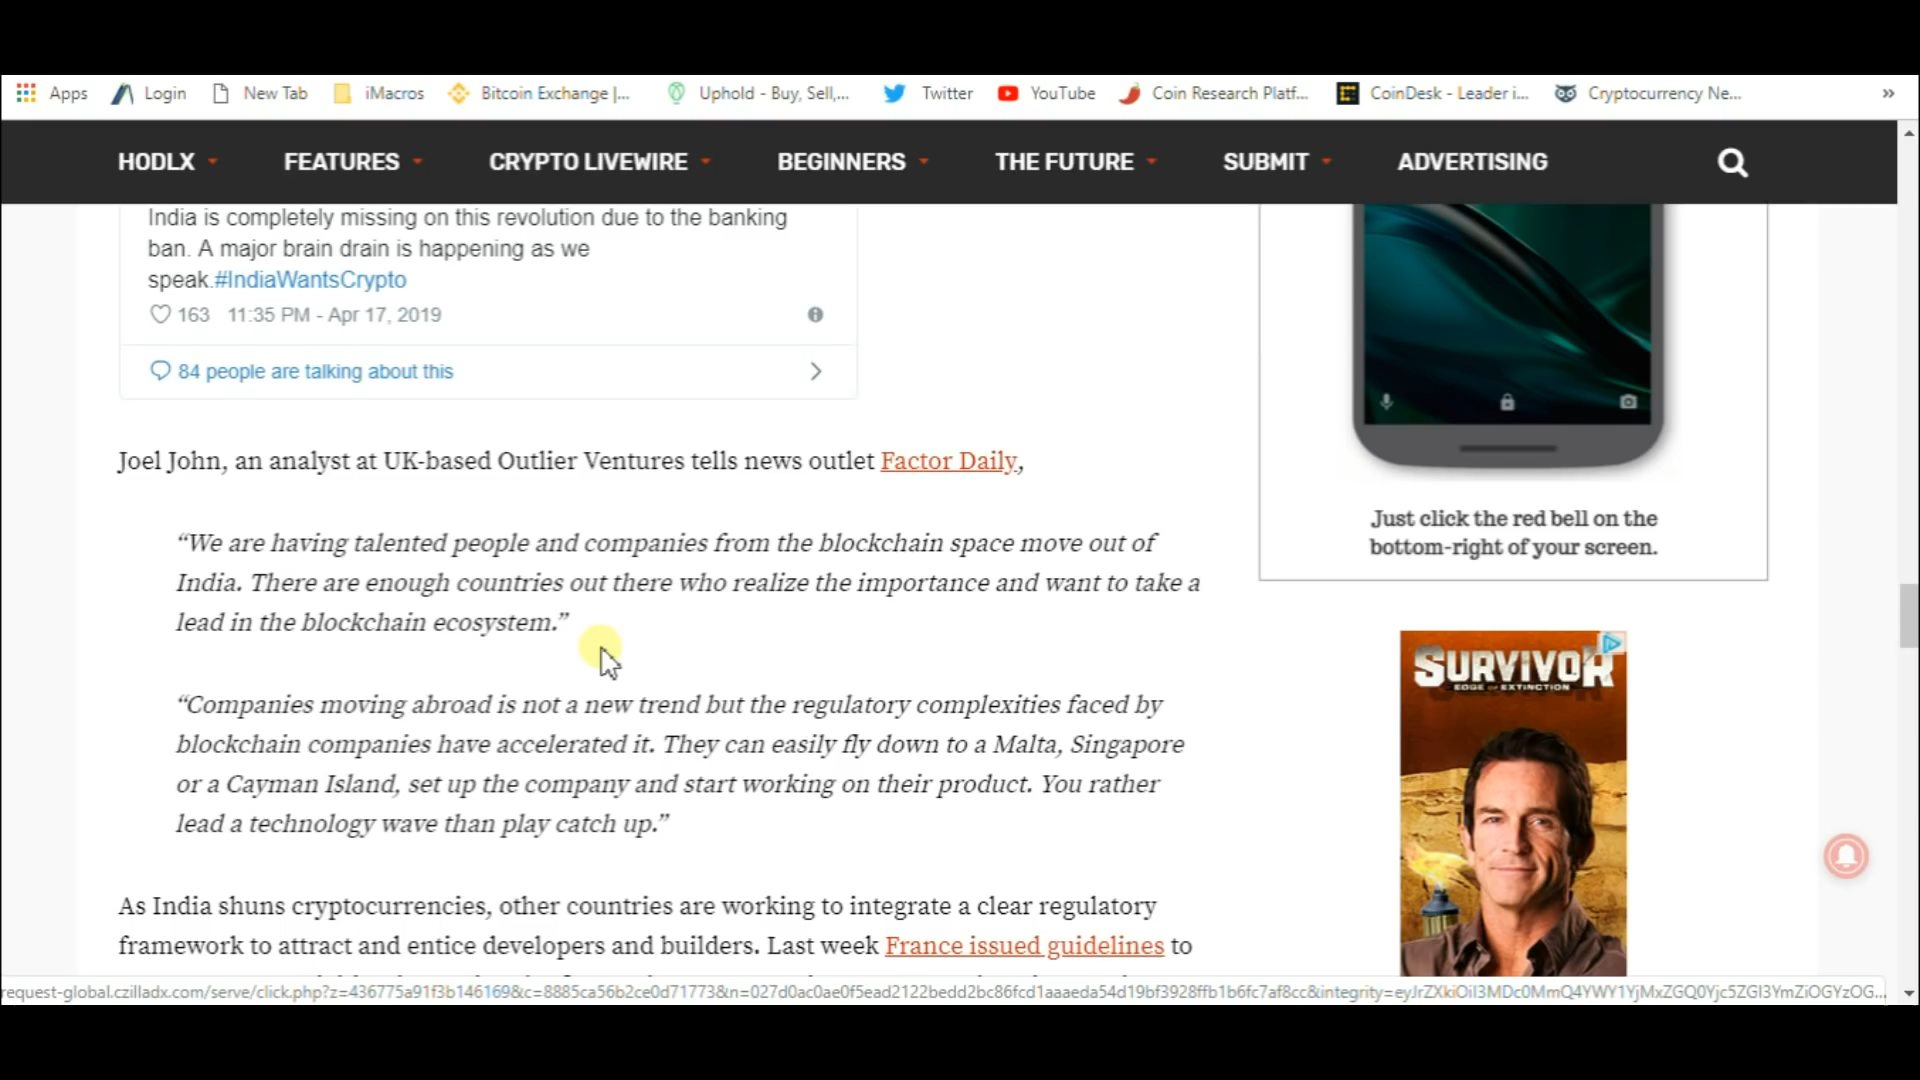 Apps Login New Tab iMacros Bitcoin Exchange |... Uphold - Buy, Sell,... Twitter YouTube Coin Research Platf... CoinDesk - Leader i... Cryptocurrency Ne... »
HODLX FEATURES CRYPTO LIVEWIRE BEGINNERS THE FUTURE SUBMIT ADVERTISING
India is completely missing on this revolution due to the banking
ban. A major brain drain is happening as we
speak.#IndiaWantsCrypto
163 11:35 PM - Apr 17, 2019
84 people are talking about this
Joel John, an analyst at UK-based Outlier Ventures tells news outlet Factor Daily,
“We are having talented people and companies from the blockchain space move out of
India. There are enough countries out there who realize the importance and want to take a
lead in the blockchain ecosystem.”
“Companies moving abroad is not a new trend but the regulatory complexities faced by
blockchain companies have accelerated it. They can easily fly down to a Malta, Singapore
or a Cayman Island, set up the company and start working on their product. You rather
lead a technology wave than play catch up.”
As India shuns cryptocurrencies, other countries are working to integrate a clear regulatory
framework to attract and entice developers and builders. Last week France issued guidelines to
Just click the red bell on the
bottom-right of your screen.
SURVIVOR
EDGE OF EXTINCTION